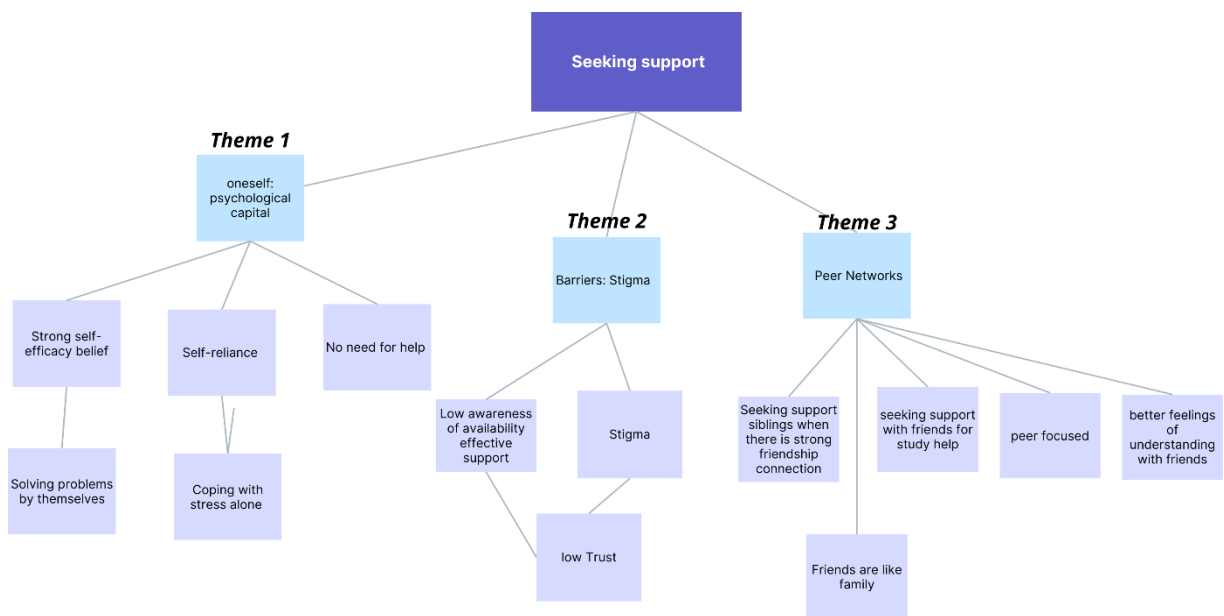 Seeking support
Theme 1
oneself:
psychological
capital
Theme 2
Barriers: Stigma
Theme 3
Peer Networks
Strong self-
efficacy belief
Self-reliance
No need for help
Solving problems
by themselves
Coping with
stress alone
Low awareness
of availability
effective
support
Stigma
low Trust
Seeking support
siblings when
there is strong
friendship
connection
seeking support
with friends for
study help
peer focused
better feelings
of
understanding
with friends
Friends are like
family